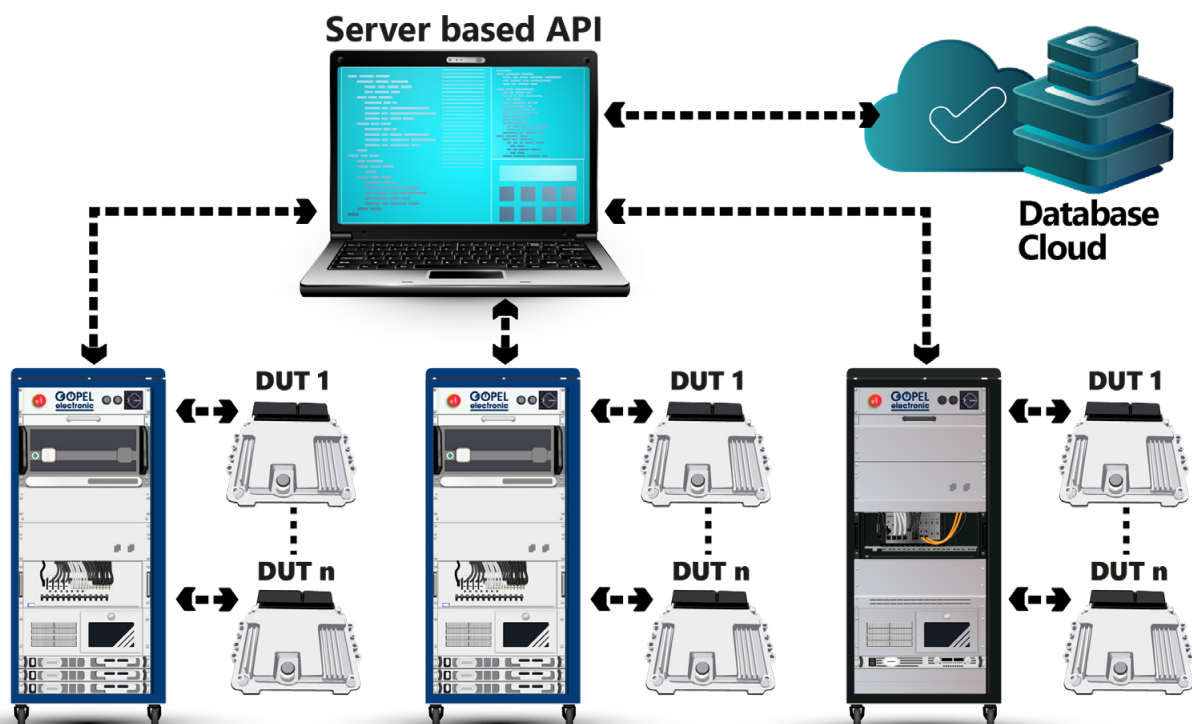 Server based API
Database
Cloud
DUT 1
DUT 1
DUT 1
GOPEL
electronic
GOPEL
electronic
GOPEL
electronic
DUT n
DUT n
DUT n